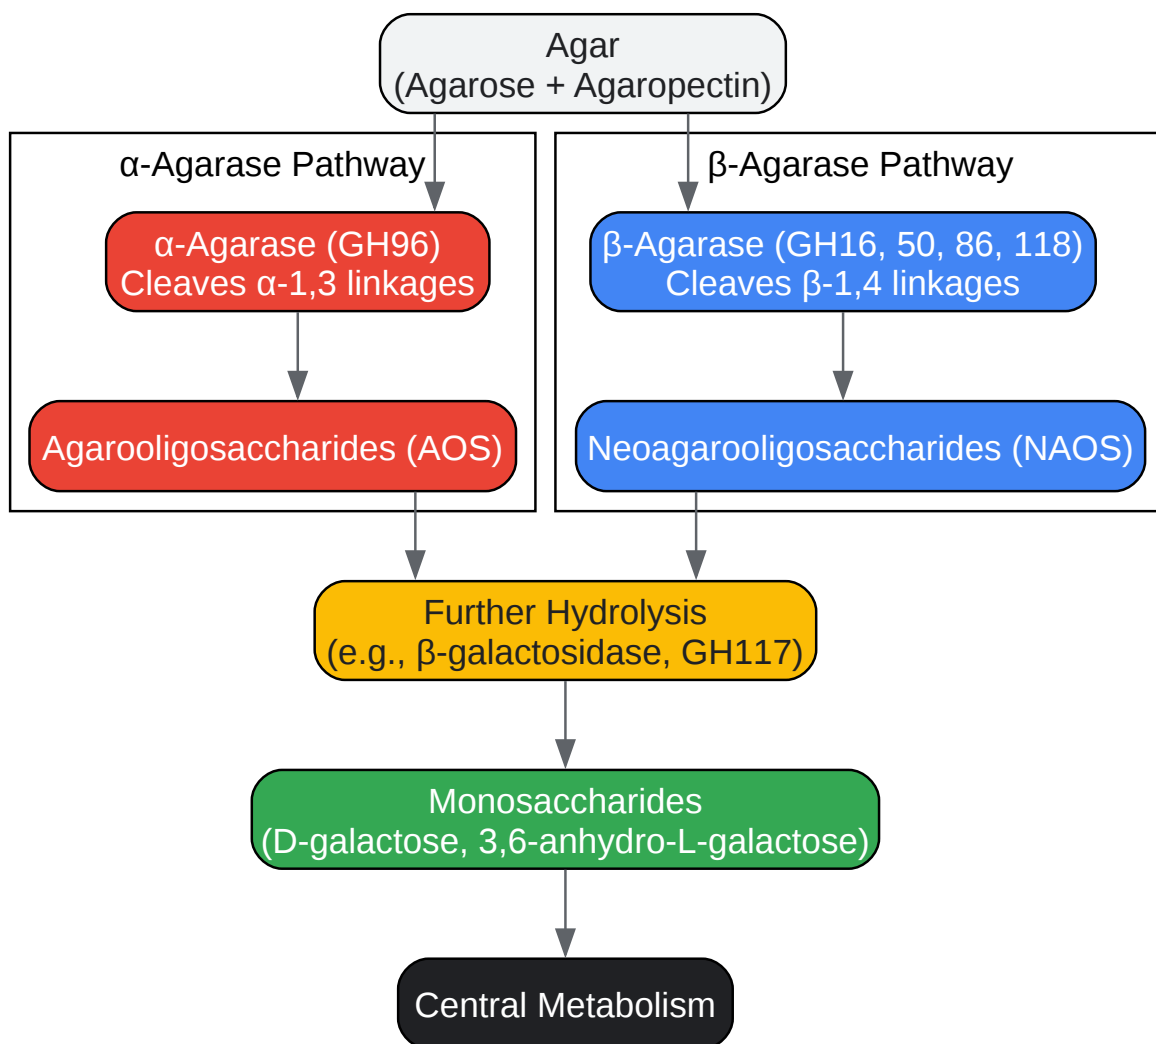 Agar
(Agarose + Agaropectin)
α-Agarase Pathway
α-Agarase (GH96)
Cleaves α-1,3 linkages
Agarooligosaccharides (AOS)
β-Agarase Pathway
β-Agarase (GH16, 50, 86, 118)
Cleaves β-1,4 linkages
Neoagarooligosaccharides (NAOS)
Further Hydrolysis
(e.g., β-galactosidase, GH117)
Monosaccharides
(D-galactose, 3,6-anhydro-L-galactose)
Central Metabolism